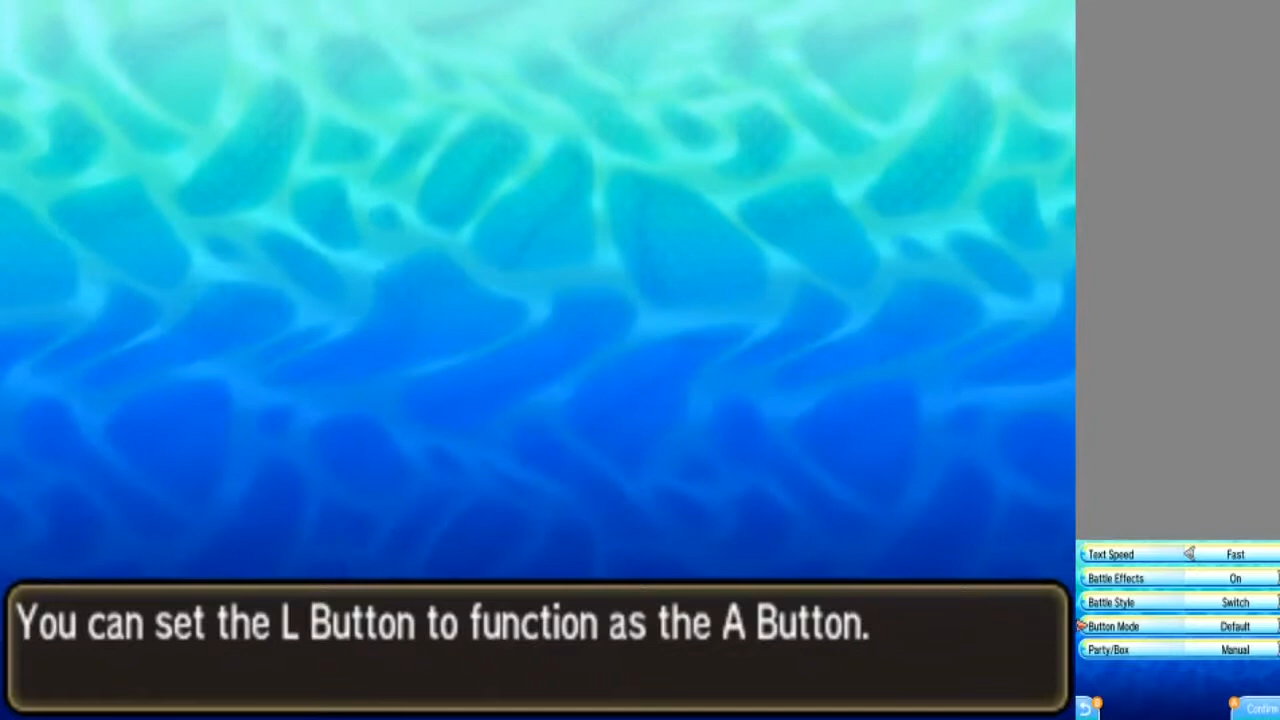 You can set the L Button to function as the A Button.
Text Speed Fast
Battle Effects On
Battle Style Switch
Button Mode Default
Party/Box Manual
Confirm